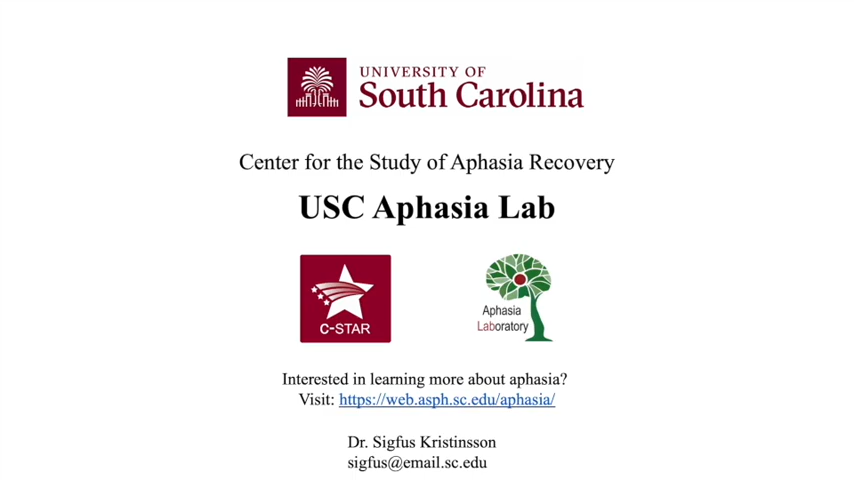 UNIVERSITY OF
South Carolina
Center for the Study of Aphasia Recovery
USC Aphasia Lab
C-STAR
Aphasia
Laboratory
Interested in learning more about aphasia?
Visit: https://web.asph.sc.edu/aphasia/
Dr. Sigfus Kristinsson
sigfus@email.sc.edu